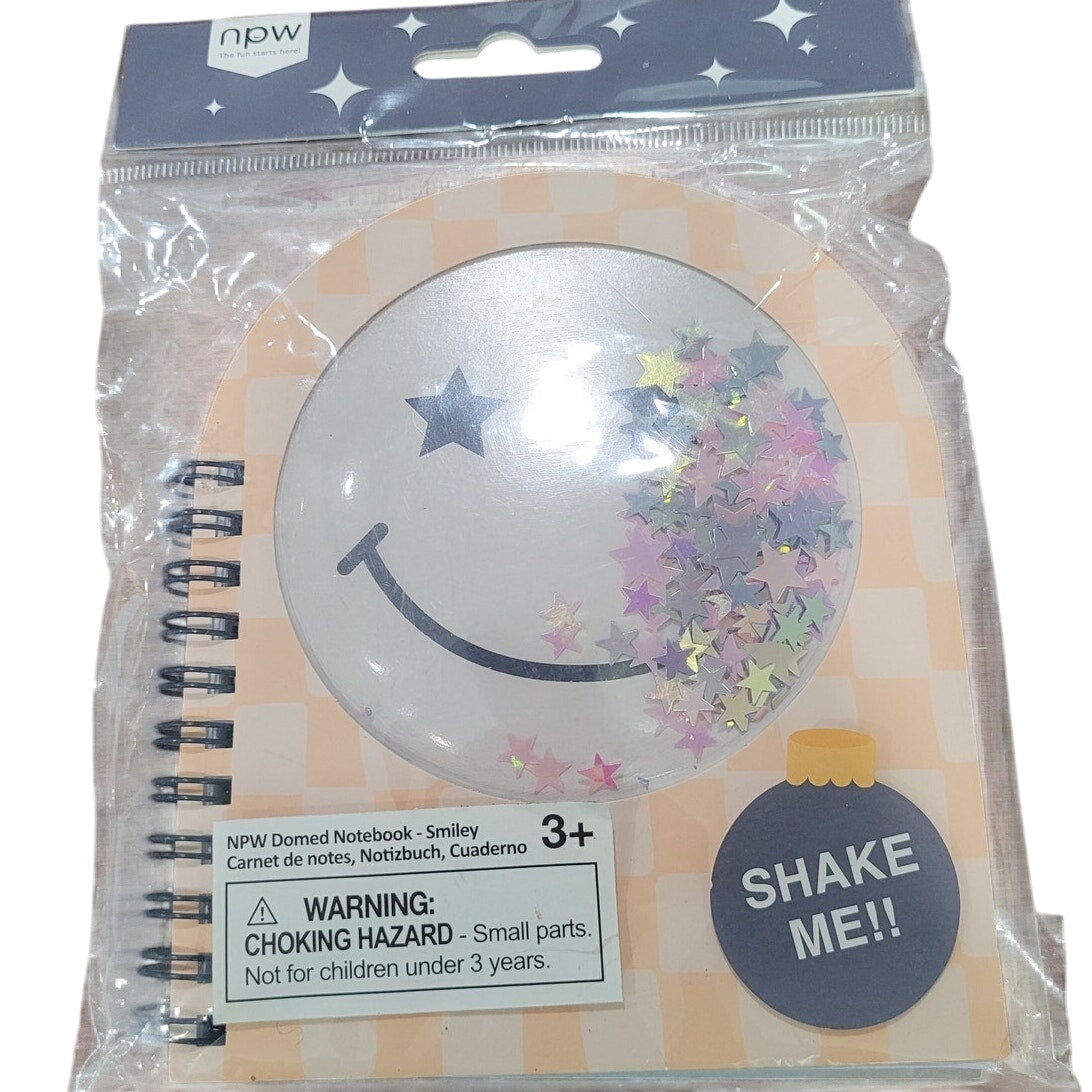 npw
The fun starts here!
NPW Domed Notebook - Smiley
Carnet de notes, Notizbuch, Cuaderno
3+
WARNING:
CHOKING HAZARD - Small parts.
Not for children under 3 years.
SHAKE
ME!!